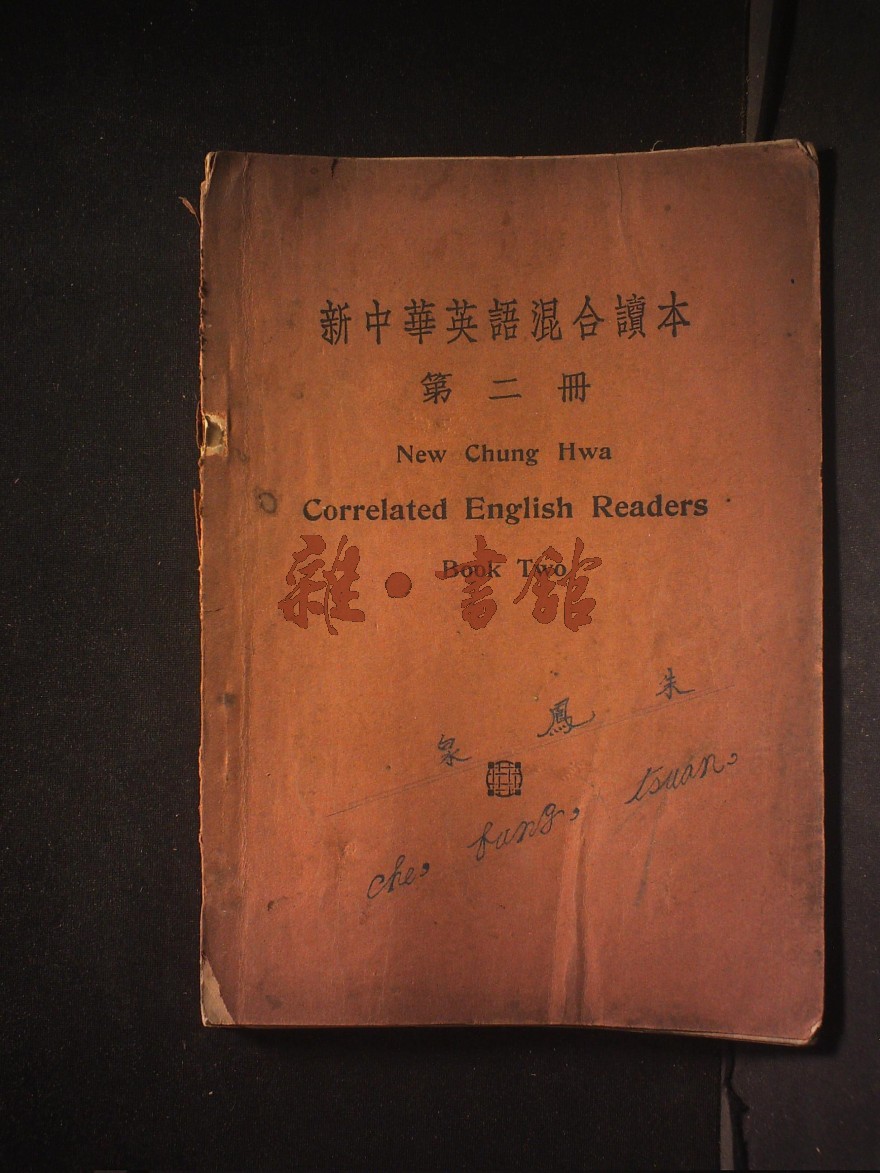 新中華英語混合讀本
第二冊
New Chung Hwa
Correlated English Readers
Book Two
雜·書館
朱鳳
che, fung, tsuan,